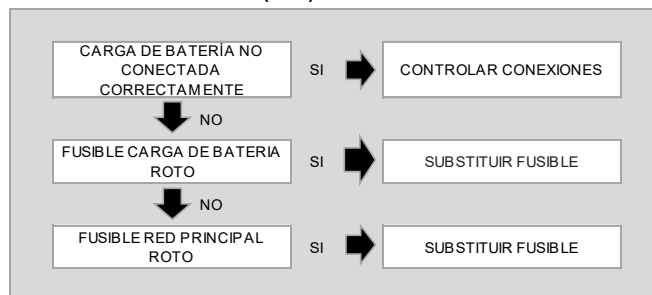 CARGA DE BATERÍA NO
CONECTADA
CORRECTAMENTE
SI
CONTROLAR CONEXIONES
NO
FUSIBLE CARGA DE BATERIA
ROTO
SI
SUBSTITUIR FUSIBLE
NO
FUSIBLE RED PRINCIPAL
ROTO
SI
SUBSTITUIR FUSIBLE